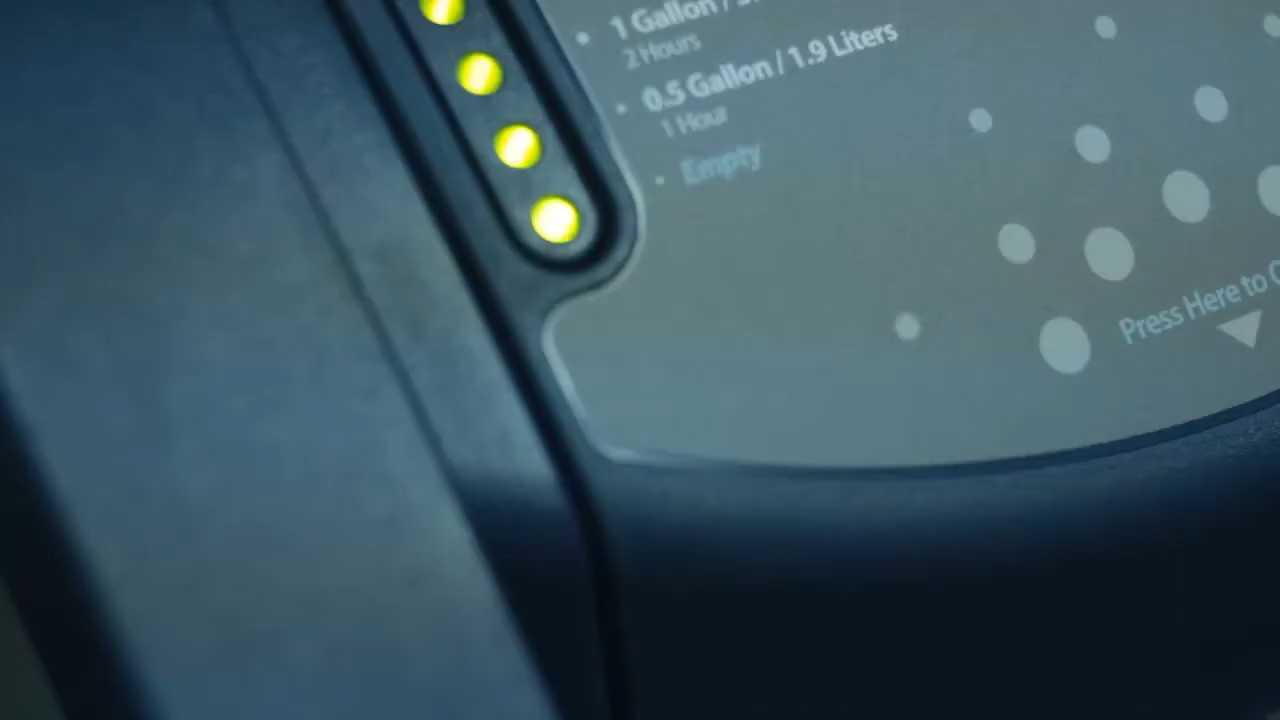 1 Gallon /
2 Hours
0.5 Gallon / 1.9 Liters
1 Hour
Empty
Press Here to